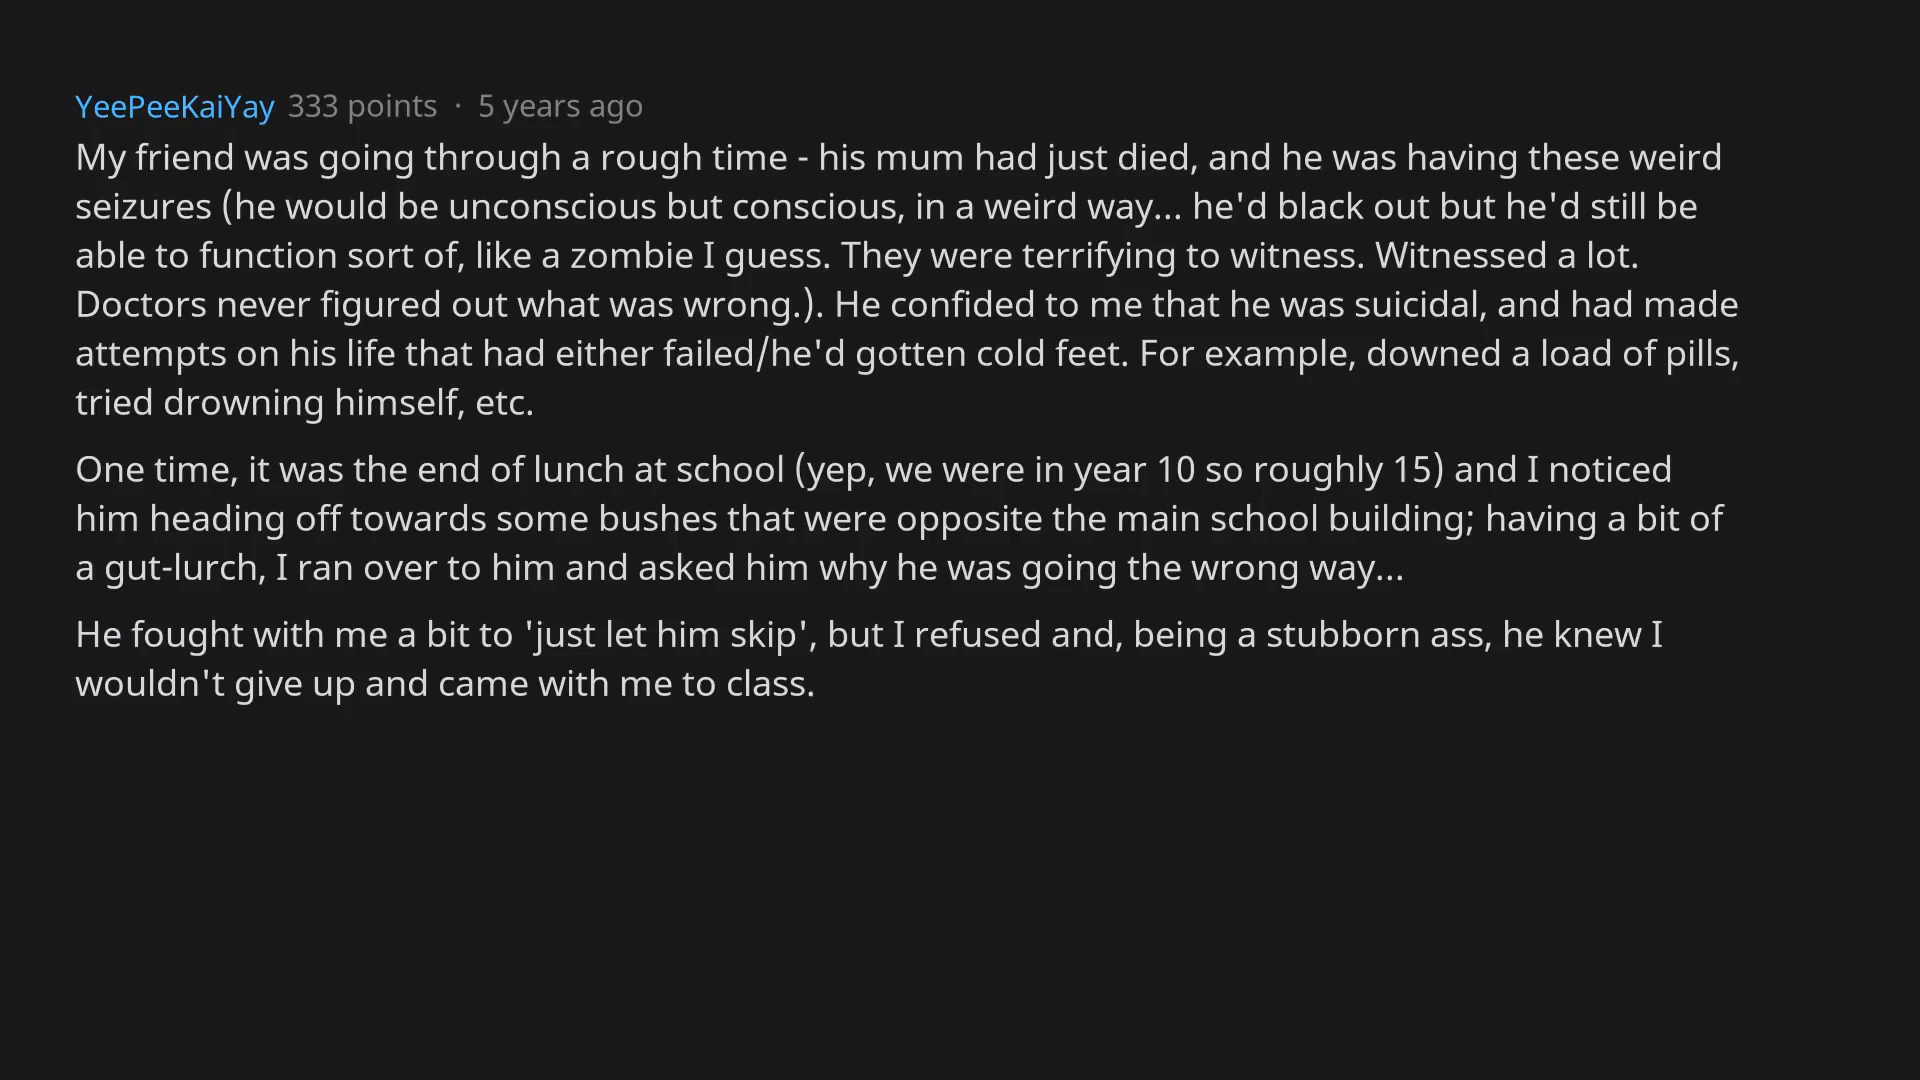 YeePeeKaiYay 333 points · 5 years ago
My friend was going through a rough time - his mum had just died, and he was having these weird
seizures (he would be unconscious but conscious, in a weird way... he'd black out but he'd still be
able to function sort of, like a zombie I guess. They were terrifying to witness. Witnessed a lot.
Doctors never figured out what was wrong.). He confided to me that he was suicidal, and had made
attempts on his life that had either failed/he'd gotten cold feet. For example, downed a load of pills,
tried drowning himself, etc.
One time, it was the end of lunch at school (yep, we were in year 10 so roughly 15) and I noticed
him heading off towards some bushes that were opposite the main school building; having a bit of
a gut-lurch, I ran over to him and asked him why he was going the wrong way...
He fought with me a bit to 'just let him skip', but I refused and, being a stubborn ass, he knew I
wouldn't give up and came with me to class.